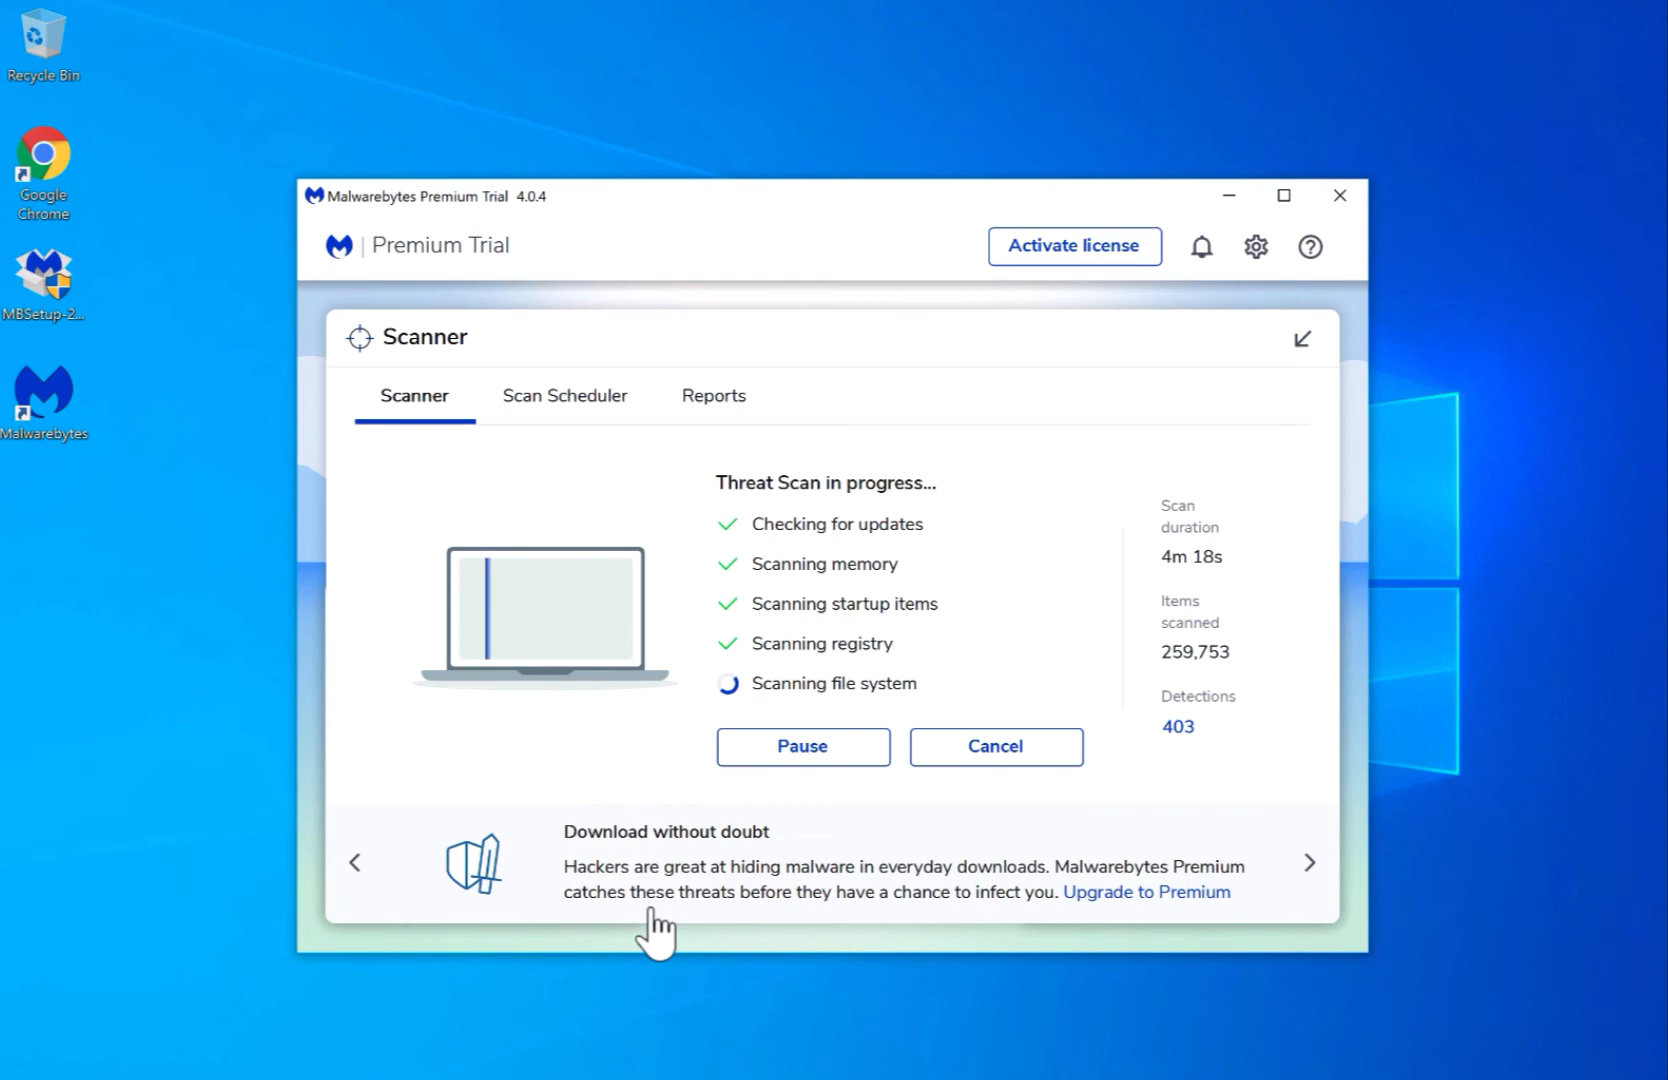 Recycle Bin
Google
Chrome
MBSetup-2...
Malwarebytes
Malwarebytes Premium Trial 4.0.4
| Premium Trial
Activate license
Scanner
Scanner
Scan Scheduler
Reports
Threat Scan in progress...
Checking for updates
Scanning memory
Scanning startup items
Scanning registry
Scanning file system
Pause
Cancel
Scan
duration
4m 18s
Items
scanned
259,753
Detections
403
Download without doubt
Hackers are great at hiding malware in everyday downloads. Malwarebytes Premium
catches these threats before they have a chance to infect you. Upgrade to Premium